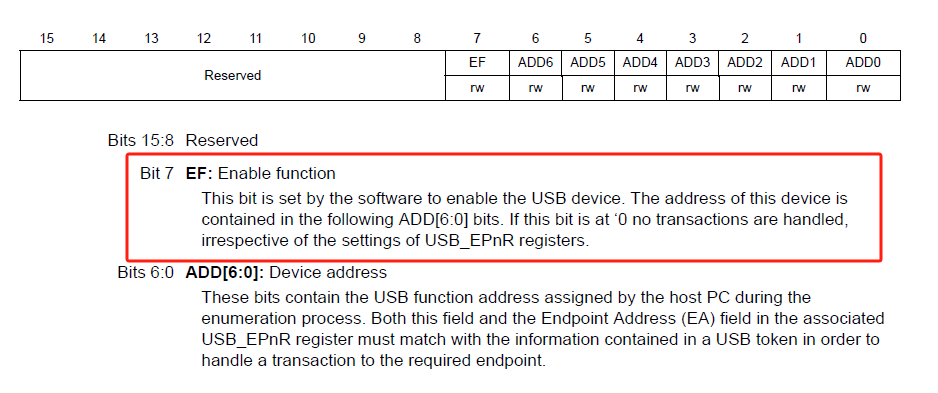 15 14 13 12 11 10 9 8 7 6 5 4 3 2 1 0
Reserved EF ADD6 ADD5 ADD4 ADD3 ADD2 ADD1 ADD0
rw rw rw rw rw rw rw rw
Bits 15:8 Reserved
Bit 7 EF: Enable function
This bit is set by the software to enable the USB device. The address of this device is
contained in the following ADD[6:0] bits. If this bit is at ‘0 no transactions are handled,
irrespective of the settings of USB_EPnR registers.
Bits 6:0 ADD[6:0]: Device address
These bits contain the USB function address assigned by the host PC during the
enumeration process. Both this field and the Endpoint Address (EA) field in the associated
USB_EPnR register must match with the information contained in a USB token in order to
handle a transaction to the required endpoint.